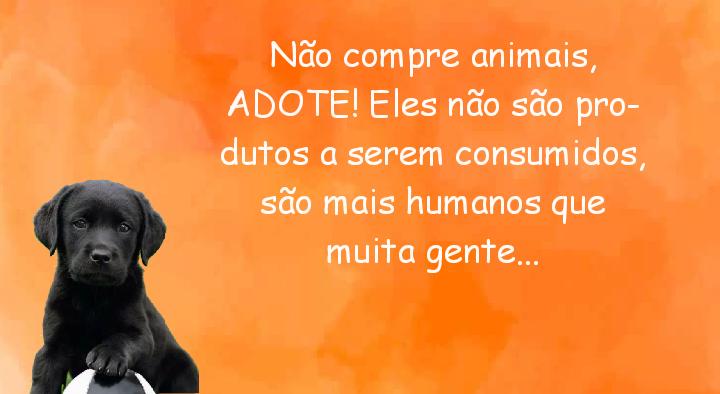 Não compre animais,
ADOTE! Eles não são pro-
dutos a serem consumidos,
são mais humanos que
muita gente...